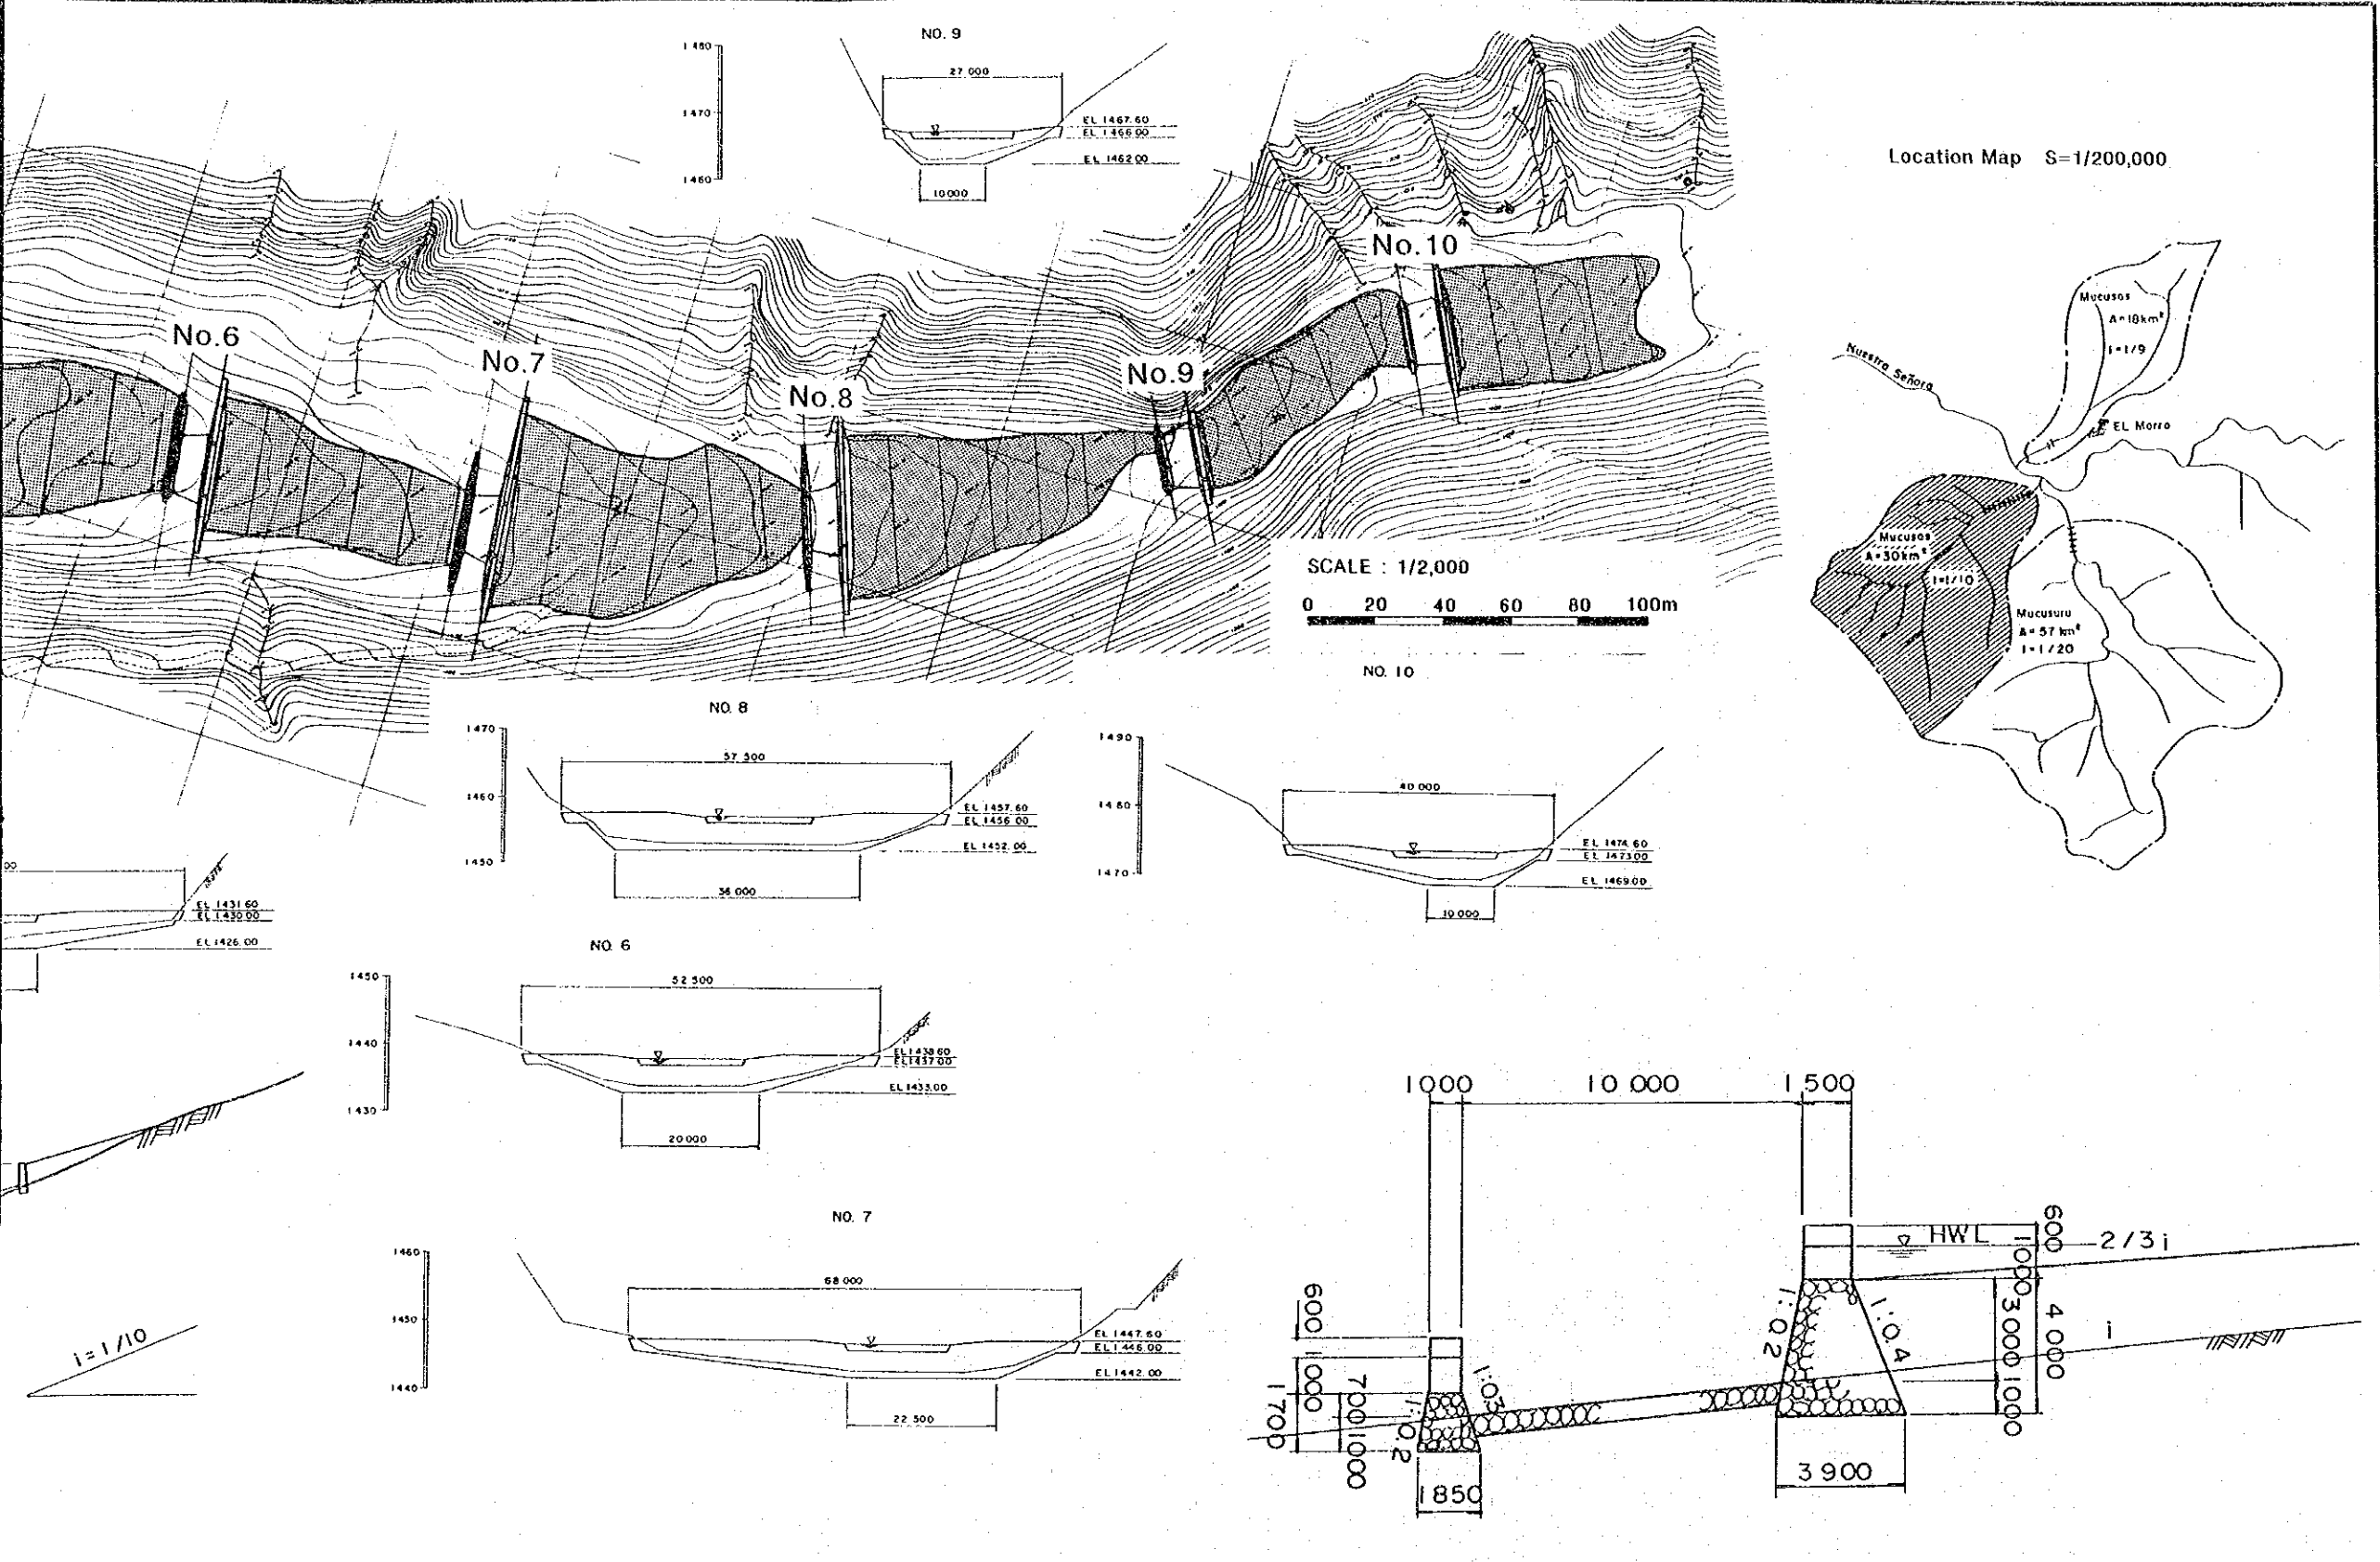 NO. 9
1480
1470
1460
27 000
EL 1467.60
EL 1466.00
EL 1462.00
10 000
Location Map S=1/200,000
No.6
No.7
No.8
No.9
No.10
Mucusos
A=18km²
i=1/9
Nuestra Señora
EL Morro
Mucusos
A=30km²
i=1/10
Mucusuru
A=57 km²
i=1/20
SCALE : 1/2,000
0 20 40 60 80 100m
NO. 10
1490
1480
1470
40 000
EL 1474.60
EL 1473.00
EL 1469.00
10 000
NO. 8
1470
1460
1450
57 500
EL 1457.60
EL 1456.00
EL 1452.00
36 000
EL 1431.60
EL 1430.00
EL 1426.00
NO. 6
1450
1440
1430
52 500
EL 1438.60
EL 1437.00
EL 1433.00
20 000
NO. 7
1460
1450
1440
68 000
EL 1447.60
EL 1446.00
EL 1442.00
22 500
i=1/10
1000 10 000 1 500
HWL
2/3 i
i
600
1000
3000
1000
4 000
1:0.2
1:0.4
600
1000
1700
700
1000
1:0.2
1:0.3
1850
3 900